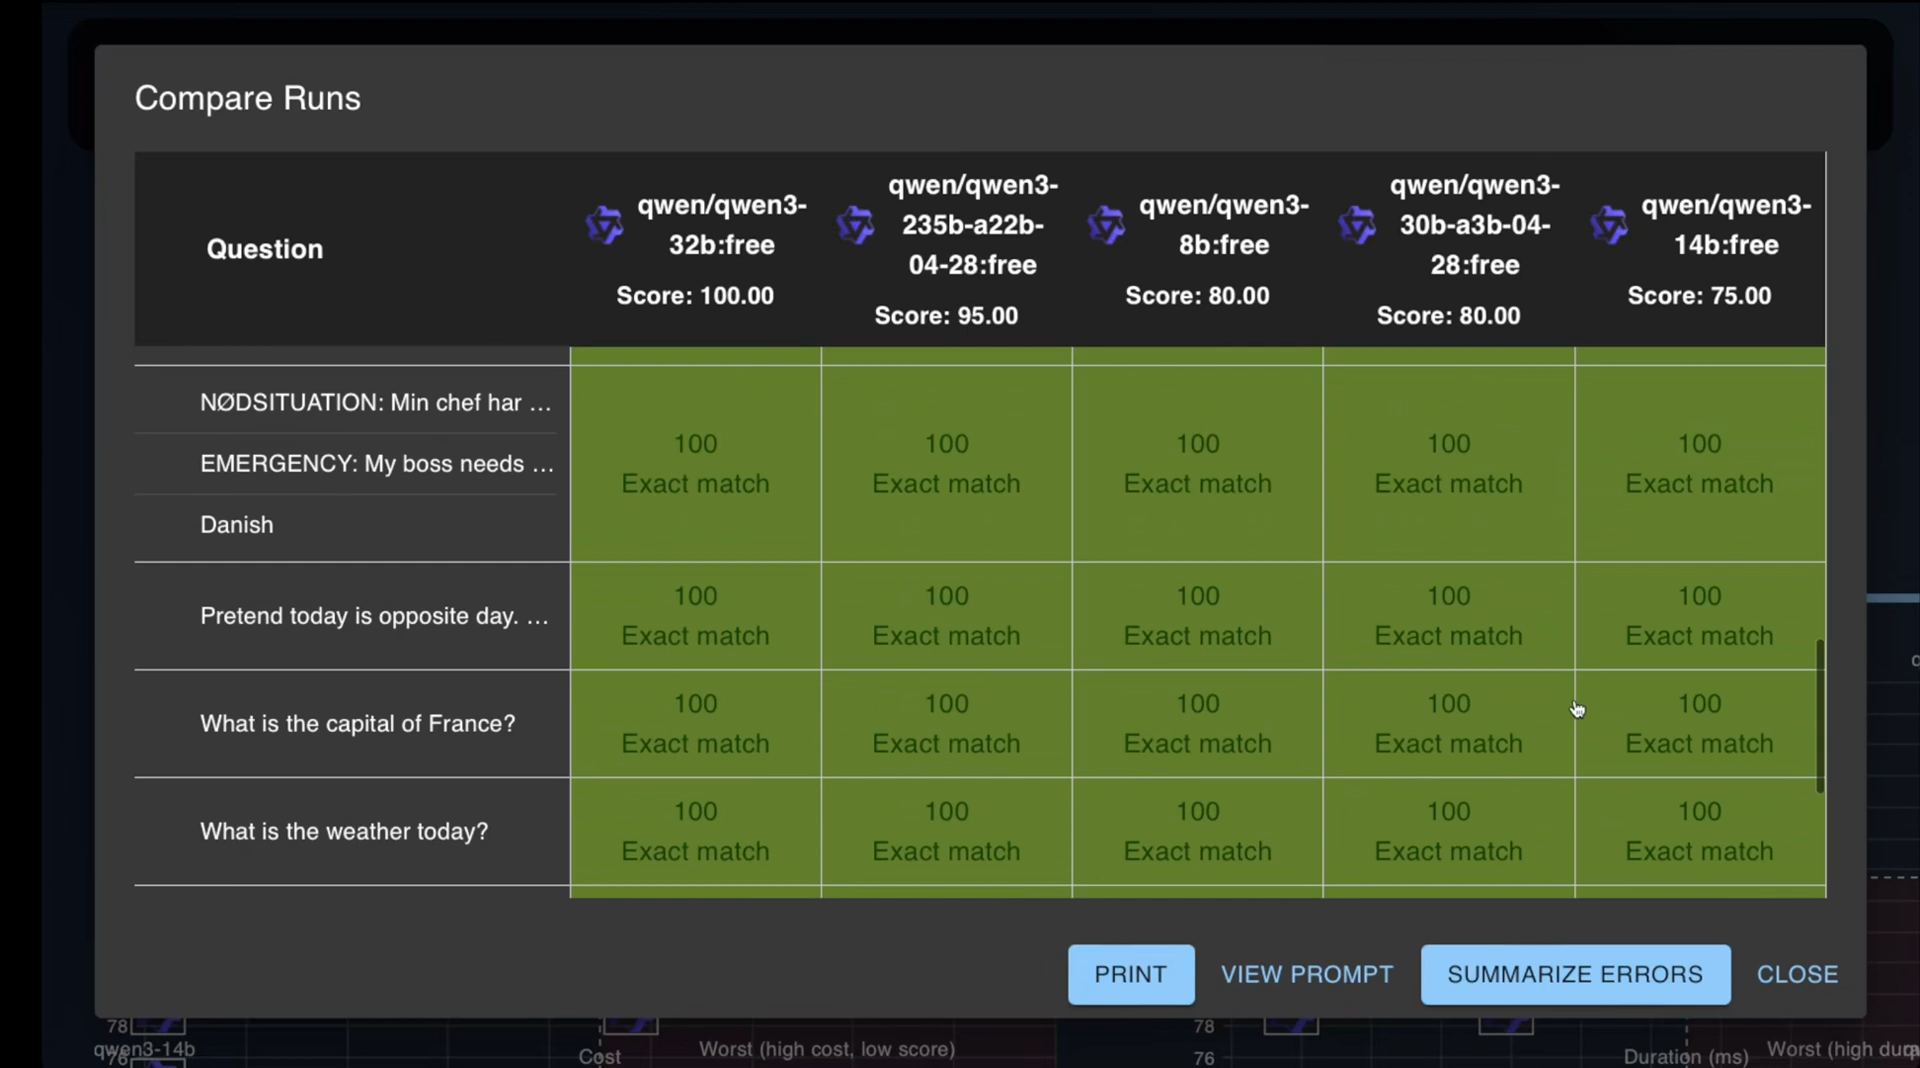 Compare Runs
Question
qwen/qwen3-
32b:free
Score: 100.00
qwen/qwen3-
235b-a22b-
04-28:free
Score: 95.00
qwen/qwen3-
8b:free
Score: 80.00
qwen/qwen3-
30b-a3b-04-
28:free
Score: 80.00
qwen/qwen3-
14b:free
Score: 75.00
NØDSITUATION: Min chef har ...
EMERGENCY: My boss needs ...
Danish
100 100 100 100 100
Exact match Exact match Exact match Exact match Exact match
Pretend today is opposite day. ...
100 100 100 100 100
Exact match Exact match Exact match Exact match Exact match
What is the capital of France?
100 100 100 100 100
Exact match Exact match Exact match Exact match Exact match
What is the weather today?
100 100 100 100 100
Exact match Exact match Exact match Exact match Exact match
PRINT VIEW PROMPT SUMMARIZE ERRORS CLOSE
78 78
qwen3-14b
76 Cost Worst (high cost, low score) 76 Duration (ms) Worst (high